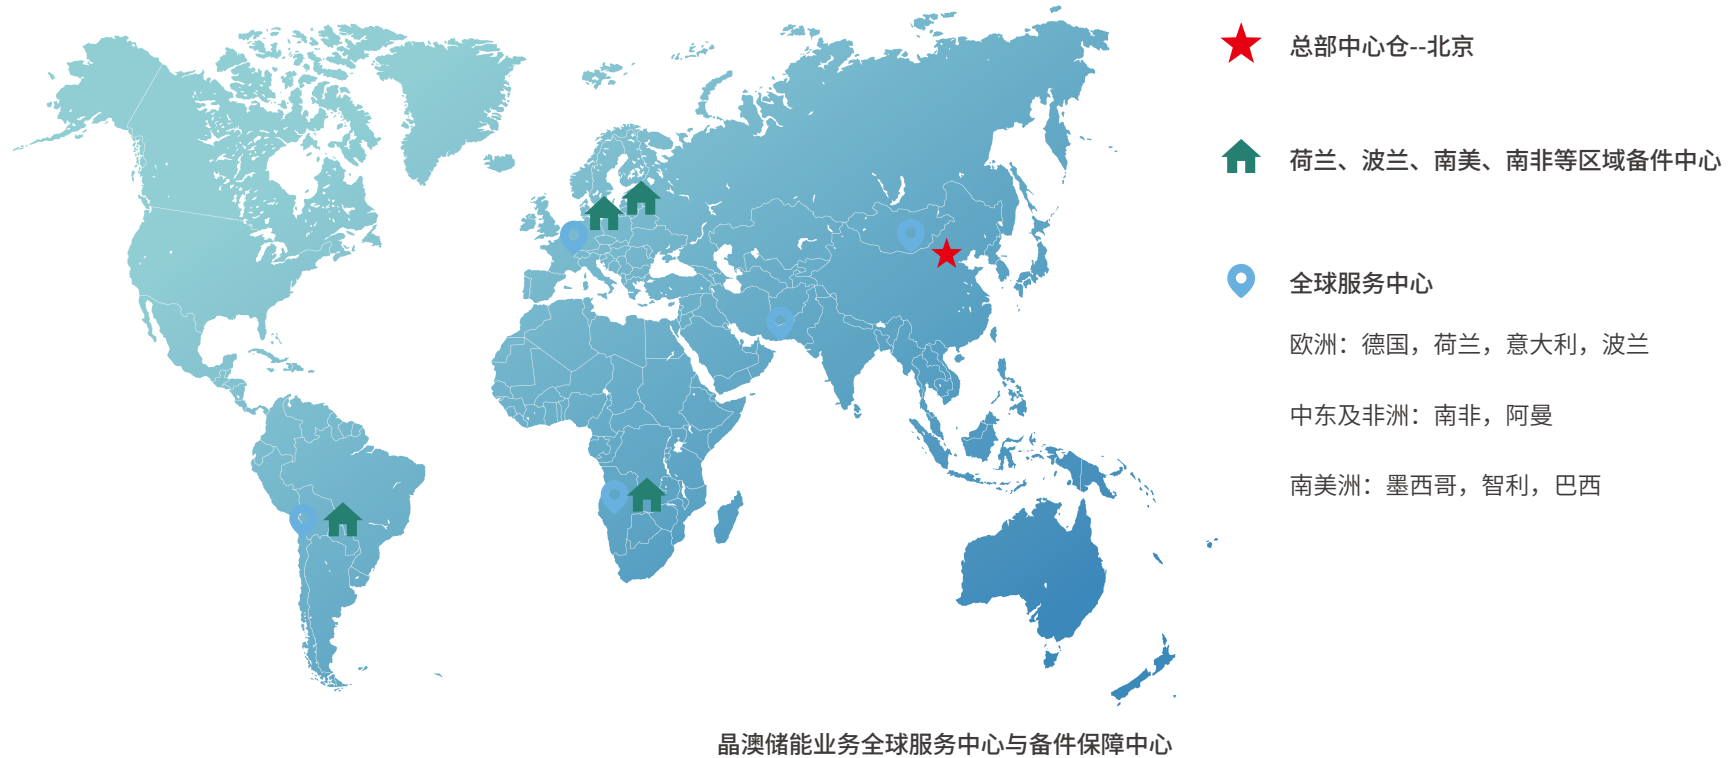 总部中心仓--北京
荷兰、波兰、南美、南非等区域备件中心
全球服务中心
欧洲：德国，荷兰，意大利，波兰
中东及非洲：南非，阿曼
南美洲：墨西哥，智利，巴西
晶澳储能业务全球服务中心与备件保障中心